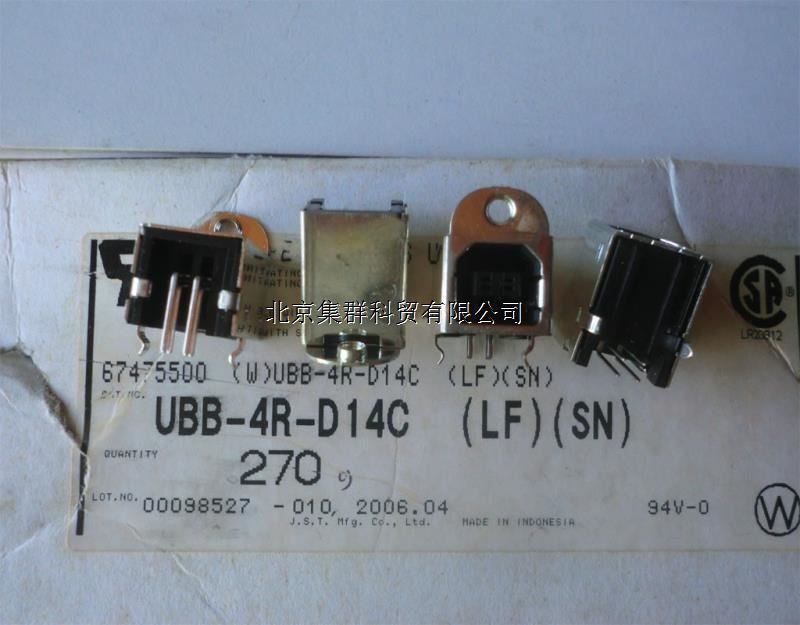 北京集群科贸有限公司
LR20812
67475500 (W)UBB-4R-D14C (LF)(SN)
CAT.NO.
UBB-4R-D14C (LF)(SN)
QUANTITY
270
LOT.NO. 00098527 -010, 2006.04 94V-0
J.S.T. Mfg. Co., Ltd. MADE IN INDONESIA
W